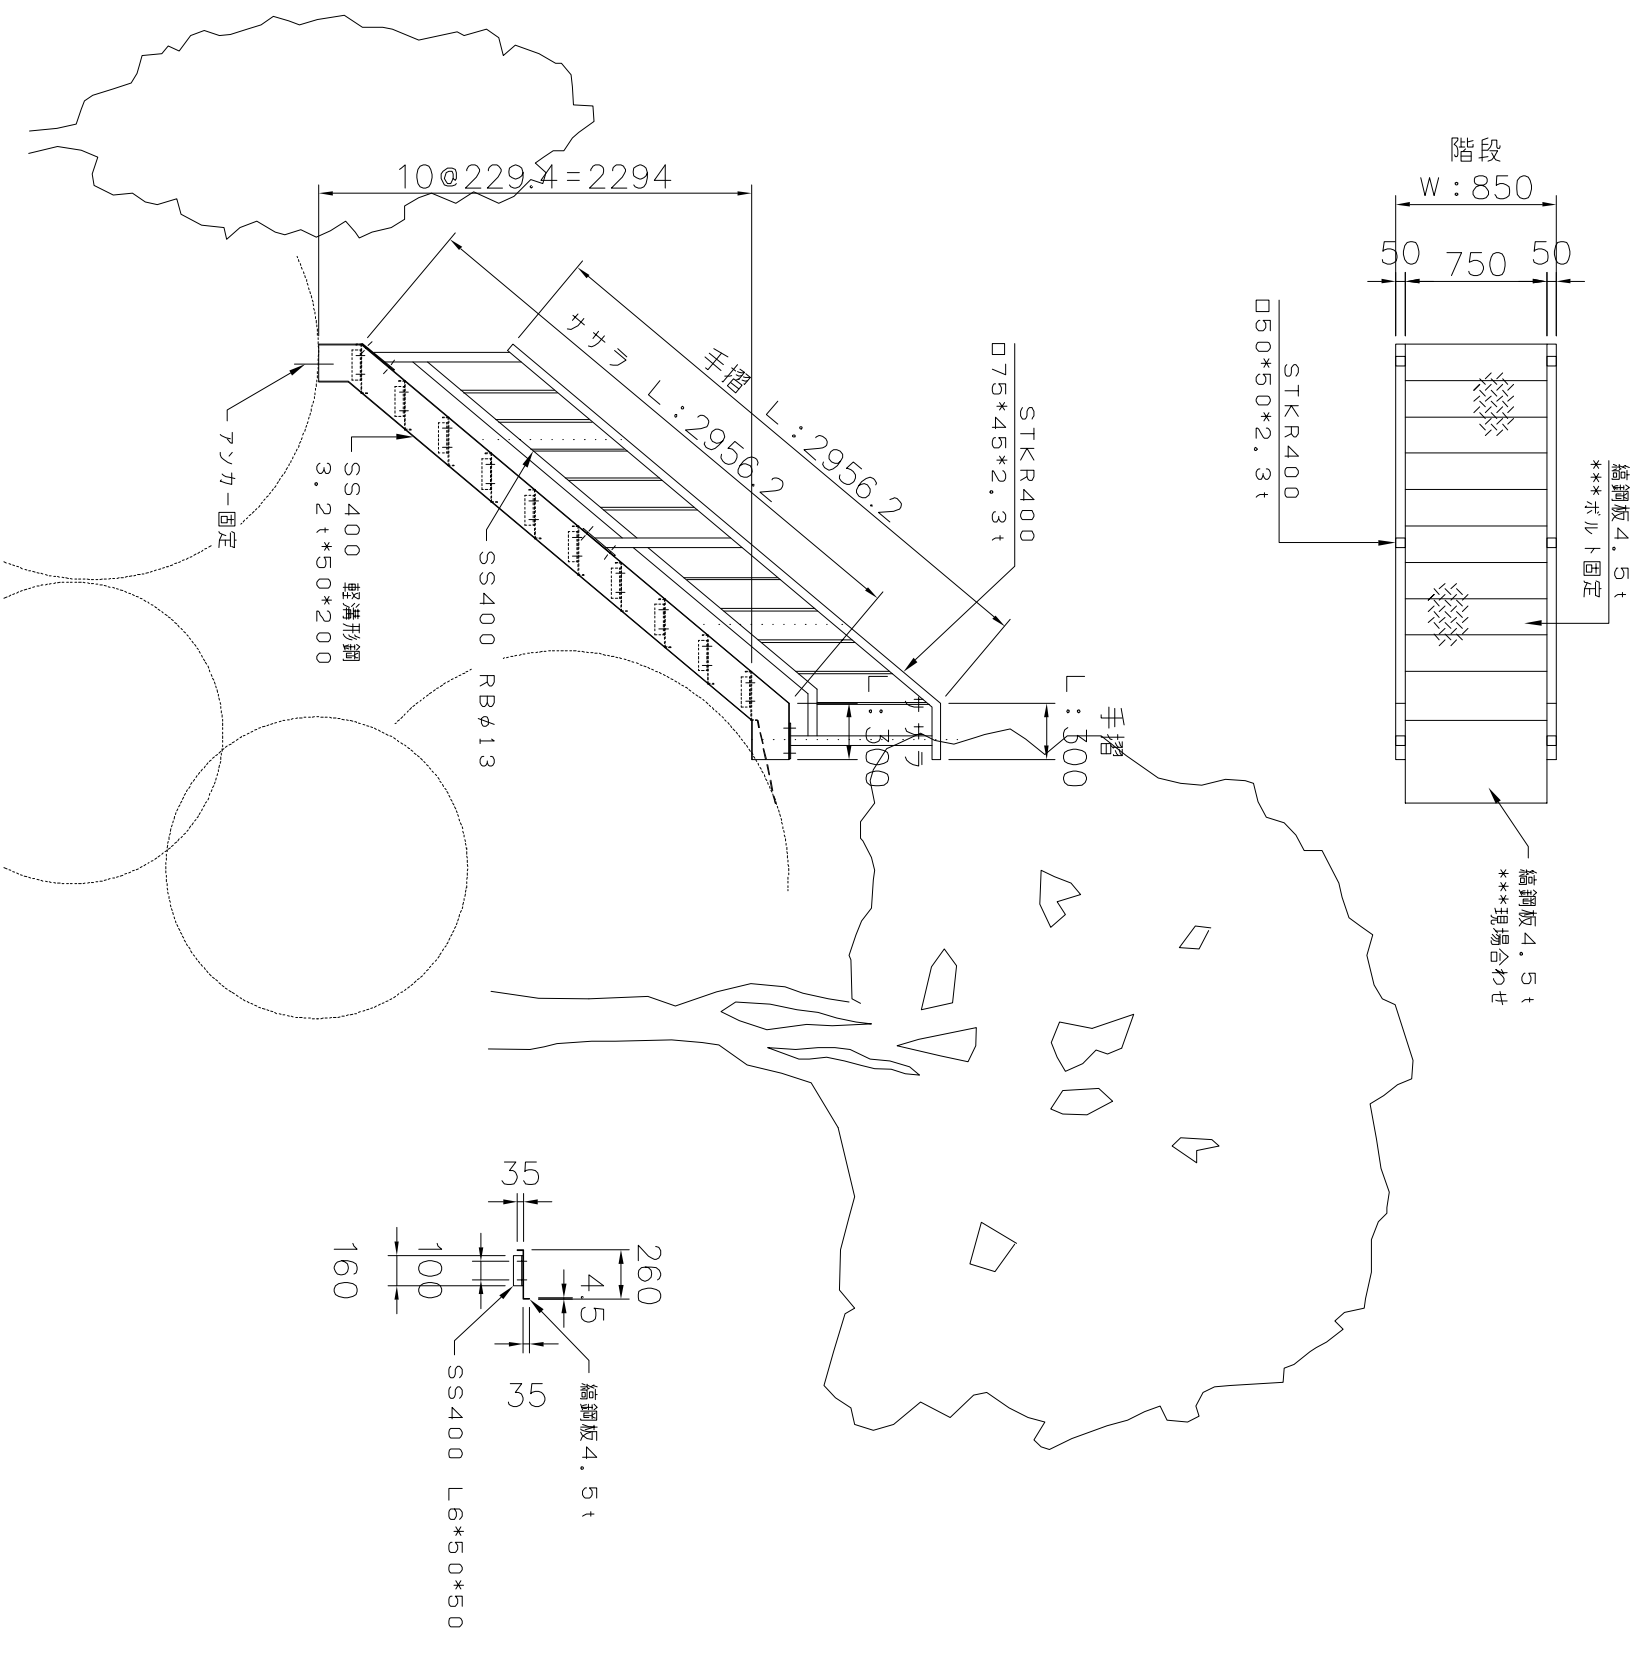 階段
W：850
50
750
50
縞鋼板4．5t
***ボルト固定
STKR400
□50*50*2．3t
縞鋼板4．5t
***現場合わせ
10@229.4=2294
手摺　L：2956.2
ササラ　L：2956.2
STKR400
□75*45*2．3t
手摺
L：300
ササラ
L：300
アンカー固定
SS400　軽溝形鋼
3．2t*50*200
SS400　RBφ13
35
260
4.5
100
160
35
縞鋼板4．5t
SS400　L6*50*50